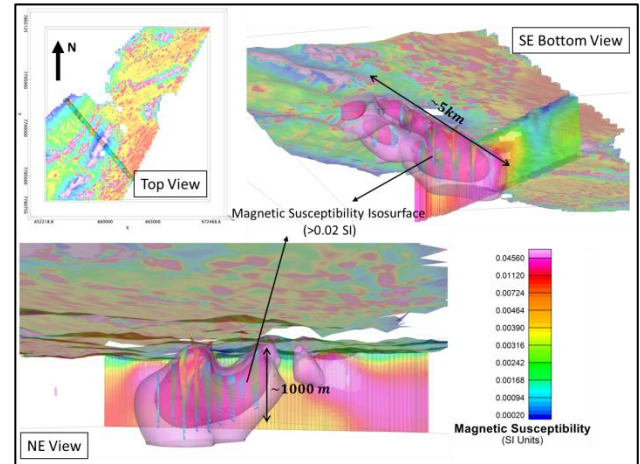 N
Top View
652218.8
660000
665000
672466.6
X
SE Bottom View
~5km
Magnetic Susceptibility Isosurface
(>0.02 SI)
~1000 m
NE View
0.04560
0.01120
0.00724
0.00464
0.00390
0.00316
0.00242
0.00168
0.00094
0.00020
Magnetic Susceptibility
(SI Units)